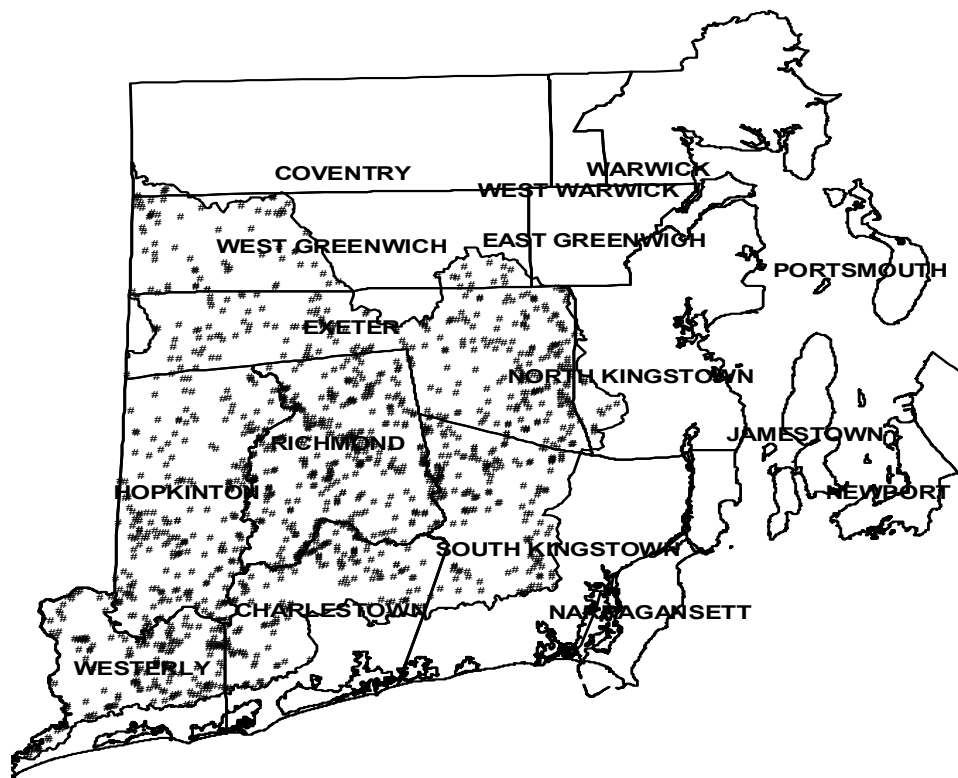 COVENTRY
WARWICK
WEST WARWICK
WEST GREENWICH
EAST GREENWICH
PORTSMOUTH
EXETER
NORTH KINGSTOWN
RICHMOND
JAMESTOWN
HOPKINTON
NEWPORT
SOUTH KINGSTOWN
CHARLESTOWN
NARRAGANSETT
WESTERLY